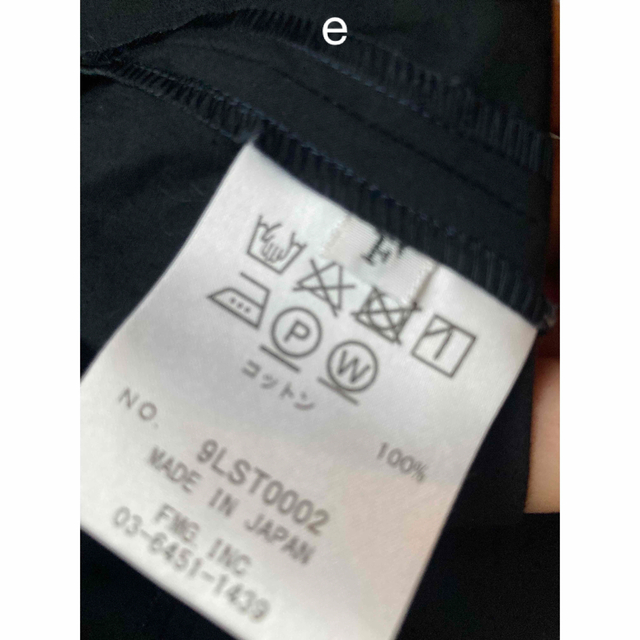 e
F
P W
コットン 100%
NO. 9LST0002
MADE IN JAPAN
FMG INC
03-6451-1439